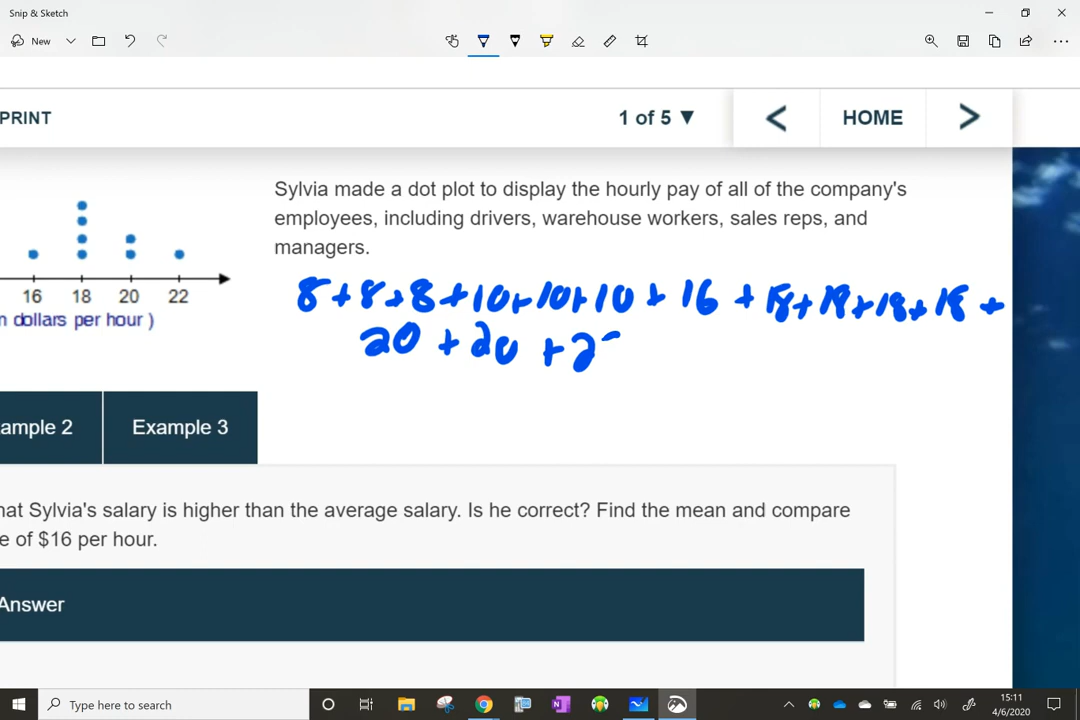 Snip & Sketch
New
PRINT
1 of 5 ▼
<
HOME
>
Sylvia made a dot plot to display the hourly pay of all of the company's
employees, including drivers, warehouse workers, sales reps, and
managers.
8+8+8+10+10+10+16+18+18+18+18+
20+20+2
16 18 20 22
n dollars per hour )
ample 2
Example 3
hat Sylvia's salary is higher than the average salary. Is he correct? Find the mean and compare
e of $16 per hour.
Answer
Type here to search
15:11
4/6/2020